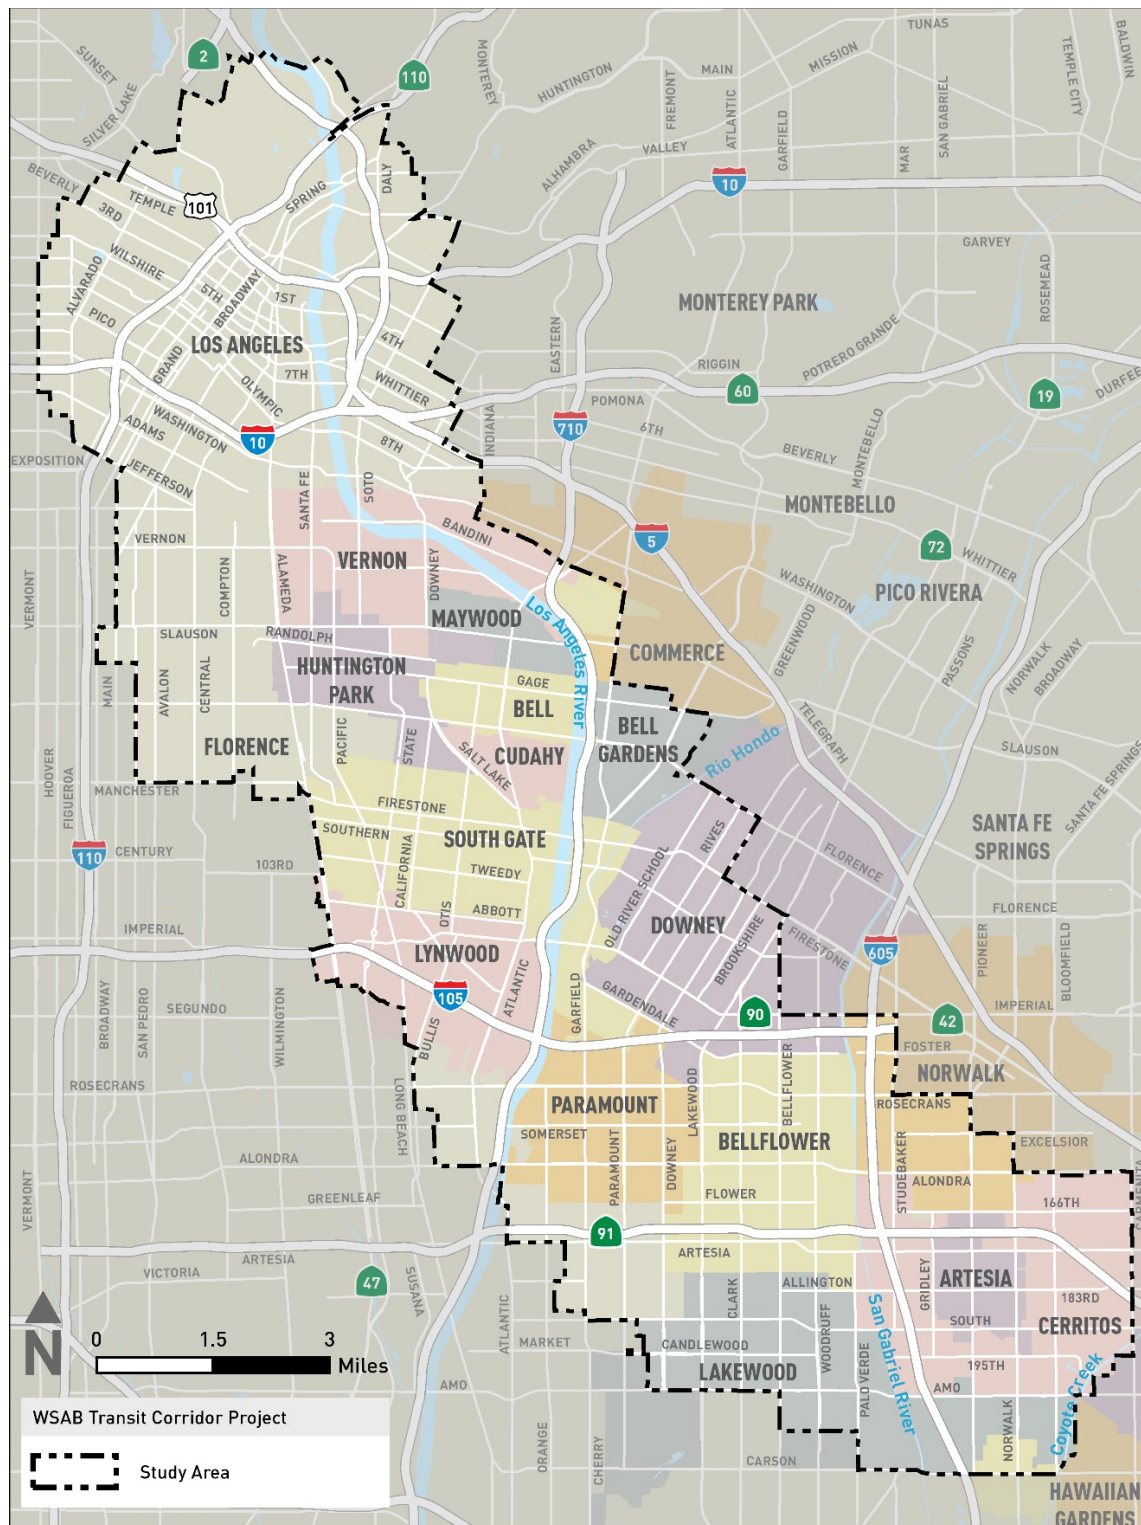 TUNAS
BALDWIN
TEMPLE CITY
SUNSET
2
MONTEREY
MISSION
SILVER LAKE
110
HUNTINGTON
MAIN
FREMONT
ATLANTIC
GARFIELD
SAN GABRIEL
MAR
VALLEY
ALHAMBRA
BEVERLY
DALY
10
TEMPLE
101
SPRING
3RD
GARVEY
WILSHIRE
ALVARADO
5TH
BROADWAY
1ST
ROSEMEAD
PICO
MONTEREY PARK
LOS ANGELES
4TH
EASTERN
POTRERO GRANDE
GRAND
7TH
RIGGIN
OLYMPIC
WHITTIER
60
19
DURFEE
POMONA
ADAMS
WASHINGTON
10
8TH
INDIANA
710
6TH
MONTEBELLO
BEVERLY
EXPOSITION
JEFFERSON
SANTA FE
SOTO
MONTEBELLO
BANDINI
5
72
VERNON
VERNON
WHITTIER
COMPTON
ALAMEDA
DOWNEY
WASHINGTON
PICO RIVERA
VERMONT
MAYWOOD
Los Angeles River
GREENWOOD
SLAUSON
RANDOLPH
COMMERCE
PASSONS
NORWALK
BROADWAY
HUNTINGTON
PARK
GAGE
MAIN
AVALON
CENTRAL
BELL
BELL
GARDENS
TELEGRAPH
FLORENCE
PACIFIC
STATE
SALT LAKE
CUDAHY
Rio Hondo
SLAUSON
HOOVER
FIGUEROA
MANCHESTER
FIRESTONE
SANTA FE SPRINGS
SOUTHERN
SOUTH GATE
RIVES
SANTA FE
SPRINGS
110
CENTURY
103RD
CALIFORNIA
TWEEDY
OLD RIVER SCHOOL
FLORENCE
OTIS
ABBOTT
DOWNEY
FLORENCE
IMPERIAL
LYNWOOD
BROOKSHIRE
FIRESTONE
605
PIONEER
BLOOMFIELD
105
ATLANTIC
GARFIELD
GARDENDALE
90
42
IMPERIAL
BROADWAY
SAN PEDRO
SEGUNDO
WILMINGTON
BULLIS
FOSTER
NORWALK
ROSECRANS
LONG BEACH
PARAMOUNT
LAKEWOOD
BELLFLOWER
ROSECRANS
SOMERSET
BELLFLOWER
EXCELSIOR
ALONDRA
PARAMOUNT
DOWNEY
STUDEBAKER
ALONDRA
VERMONT
GREENLEAF
FLOWER
166TH
CARMENITA
91
ARTESIA
ARTESIA
VICTORIA
47
SUSANA
CLARK
ALLINGTON
GRIDLEY
ARTESIA
183RD
ATLANTIC
WOODRUFF
San Gabriel River
SOUTH
CERRITOS
N
0 1.5 3
Miles
MARKET
CANDLEWOOD
LAKEWOOD
PALO VERDE
195TH
AMO
AMO
Coyote Creek
WSAB Transit Corridor Project
ORANGE
CHERRY
NORWALK
Study Area
CARSON
HAWAIIAN
GARDENS